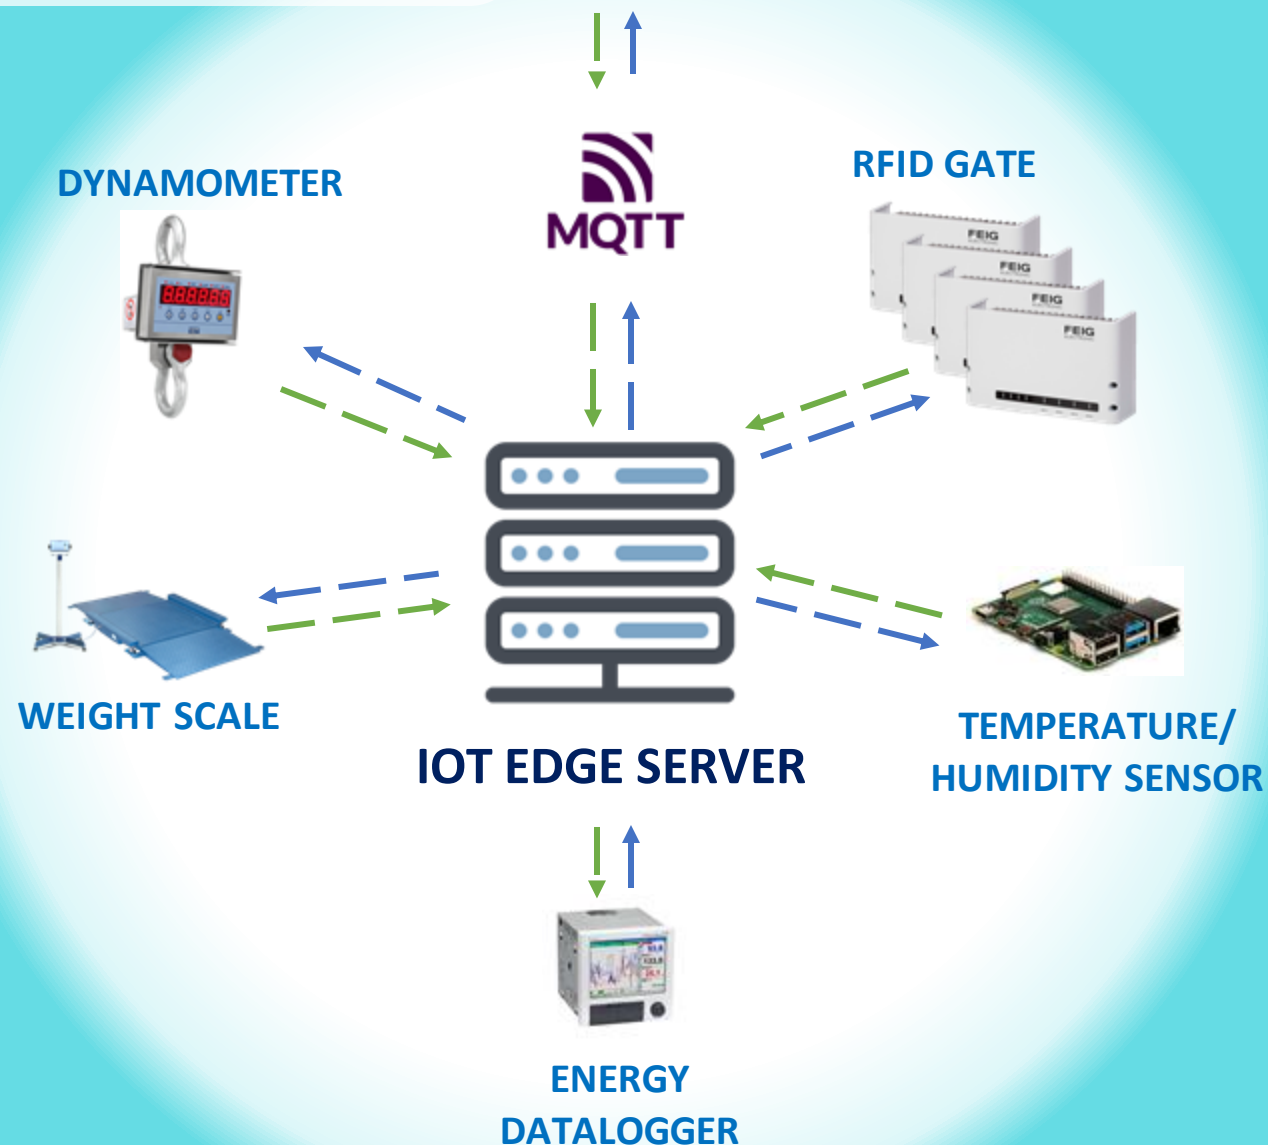 MQTT
DYNAMOMETER
RFID GATE
FEIG
FEIG
FEIG
FEIG
WEIGHT SCALE
IOT EDGE SERVER
TEMPERATURE/
HUMIDITY SENSOR
ENERGY
DATALOGGER